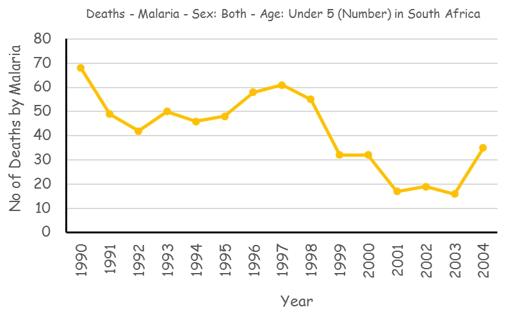 Deaths - Malaria - Sex: Both - Age: Under 5 (Number) in South Africa
No of Deaths by Malaria
80
70
60
50
40
30
20
10
0
1990 1991 1992 1993 1994 1995 1996 1997 1998 1999 2000 2001 2002 2003 2004
Year